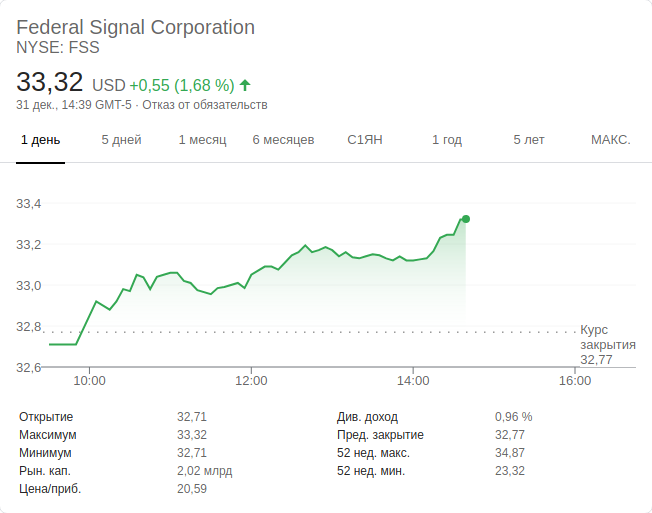 Federal Signal Corporation
NYSE: FSS
33,32 USD +0,55 (1,68 %)
31 дек., 14:39 GMT-5 · Отказ от обязательств
1 день 5 дней 1 месяц 6 месяцев С1ЯН 1 год 5 лет МАКС.
33,4
33,2
33,0
32,8
Курс
закрытия
32,77
32,6
10:00 12:00 14:00 16:00
Открытие 32,71 Див. доход 0,96 %
Максимум 33,32 Пред. закрытие 32,77
Минимум 32,71 52 нед. макс. 34,87
Рын. кап. 2,02 млрд 52 нед. мин. 23,32
Цена/приб. 20,59